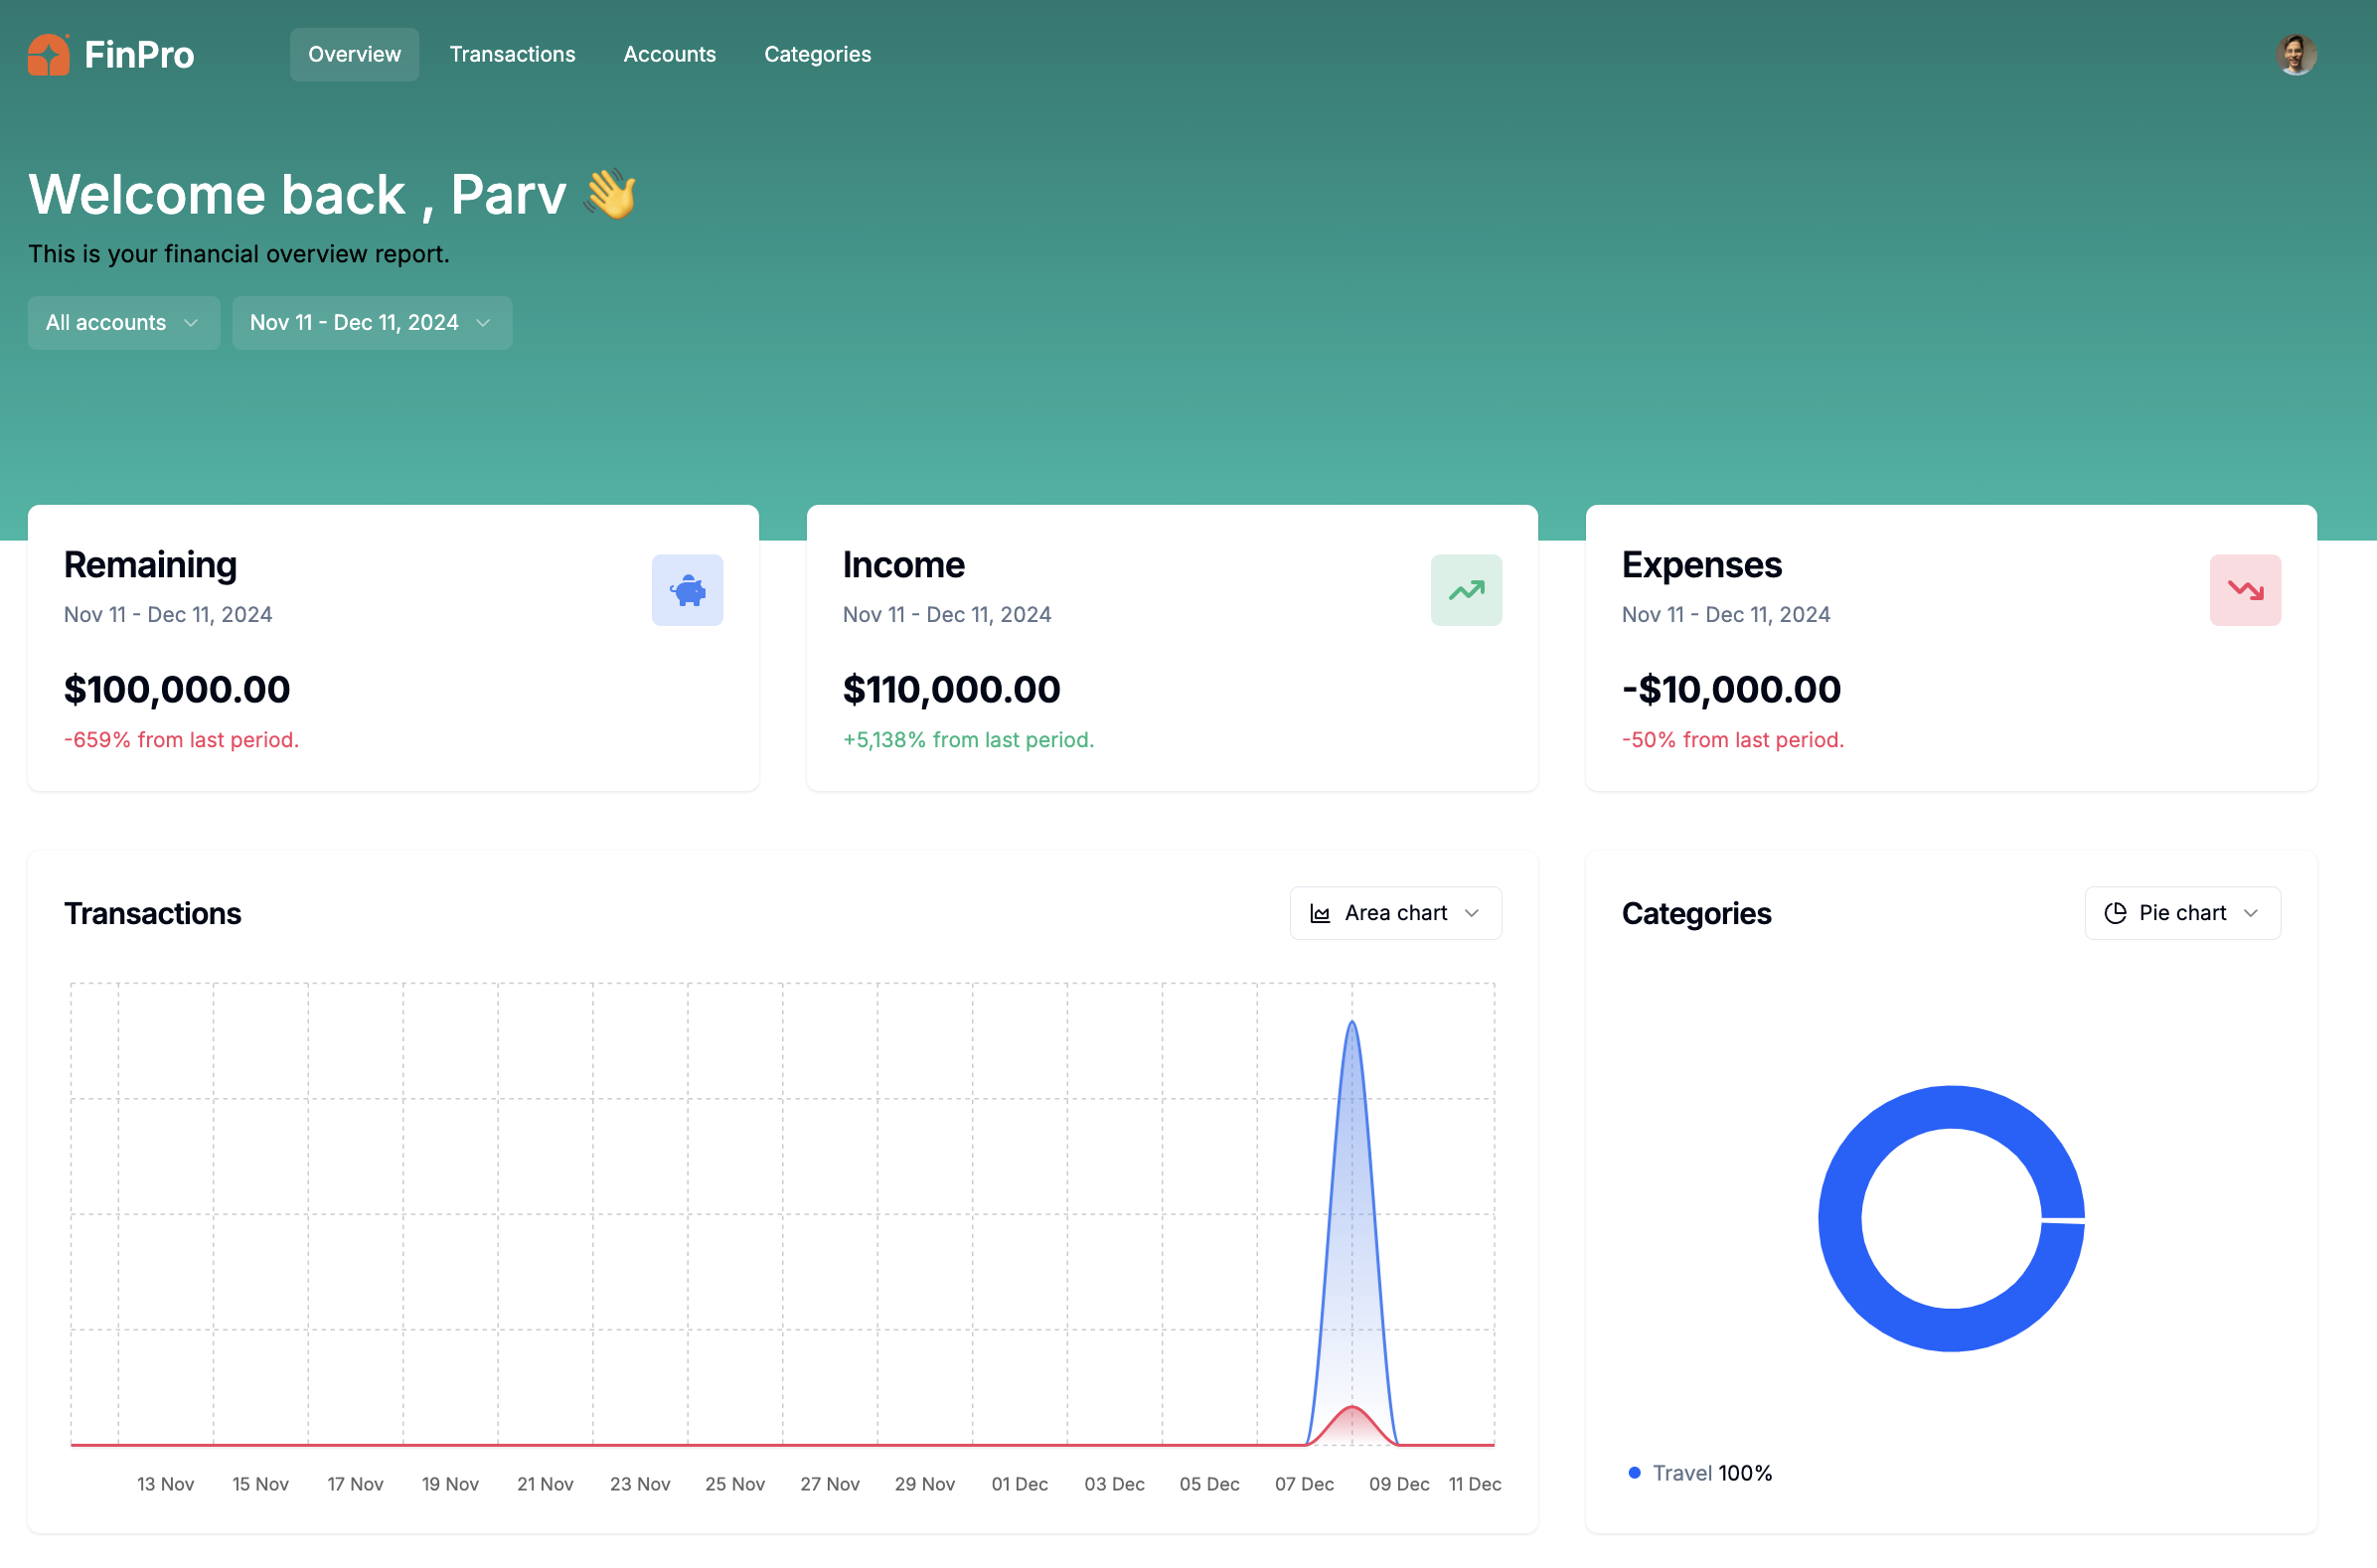 FinPro
Overview
Transactions
Accounts
Categories
Welcome back , Parv 👋
This is your financial overview report.
All accounts
Nov 11 - Dec 11, 2024
Remaining
Nov 11 - Dec 11, 2024
$100,000.00
-659% from last period.
Income
Nov 11 - Dec 11, 2024
$110,000.00
+5,138% from last period.
Expenses
Nov 11 - Dec 11, 2024
-$10,000.00
-50% from last period.
Transactions
Area chart
13 Nov 15 Nov 17 Nov 19 Nov 21 Nov 23 Nov 25 Nov 27 Nov 29 Nov 01 Dec 03 Dec 05 Dec 07 Dec 09 Dec 11 Dec
Categories
Pie chart
Travel 100%